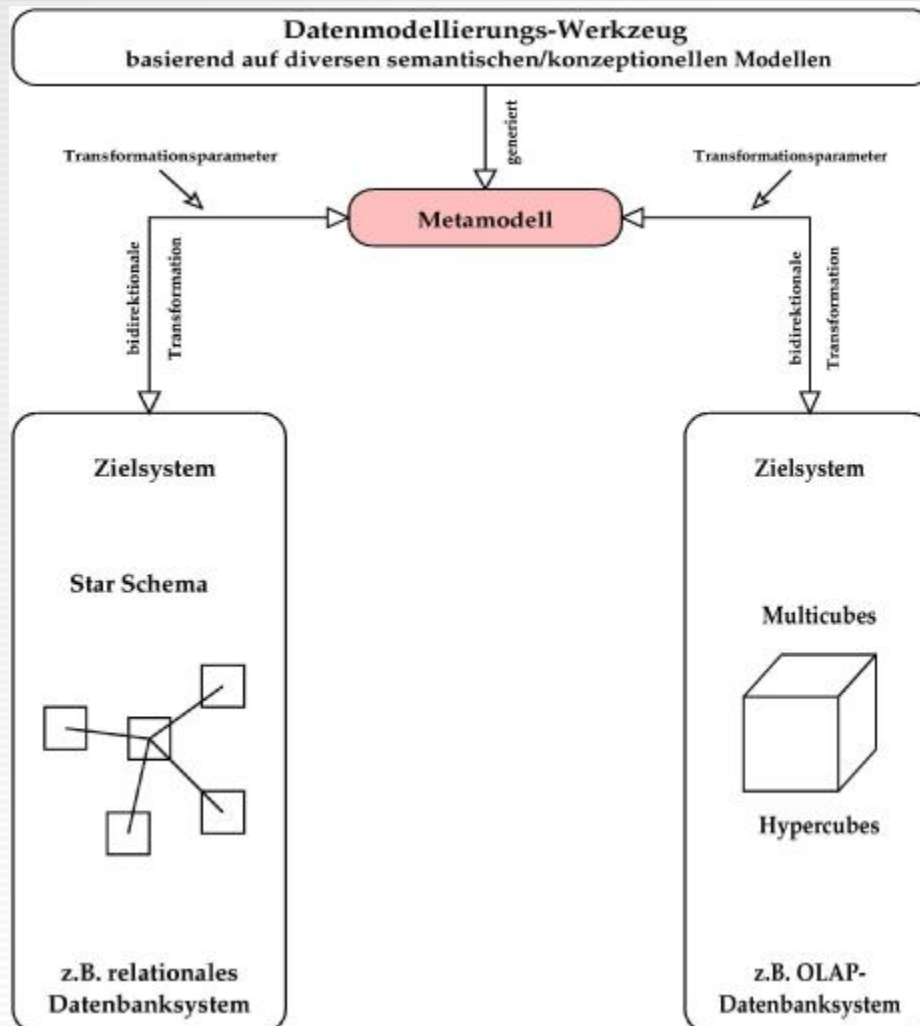 Datenmodellierungs-Werkzeug
basierend auf diversen semantischen/konzeptionellen Modellen
generiert
Transformationsparameter
Transformationsparameter
Metamodell
bidirektionale
Transformation
bidirektionale
Transformation
Zielsystem
Star Schema
z.B. relationales
Datenbanksystem
Zielsystem
Multicubes
Hypercubes
z.B. OLAP-
Datenbanksystem